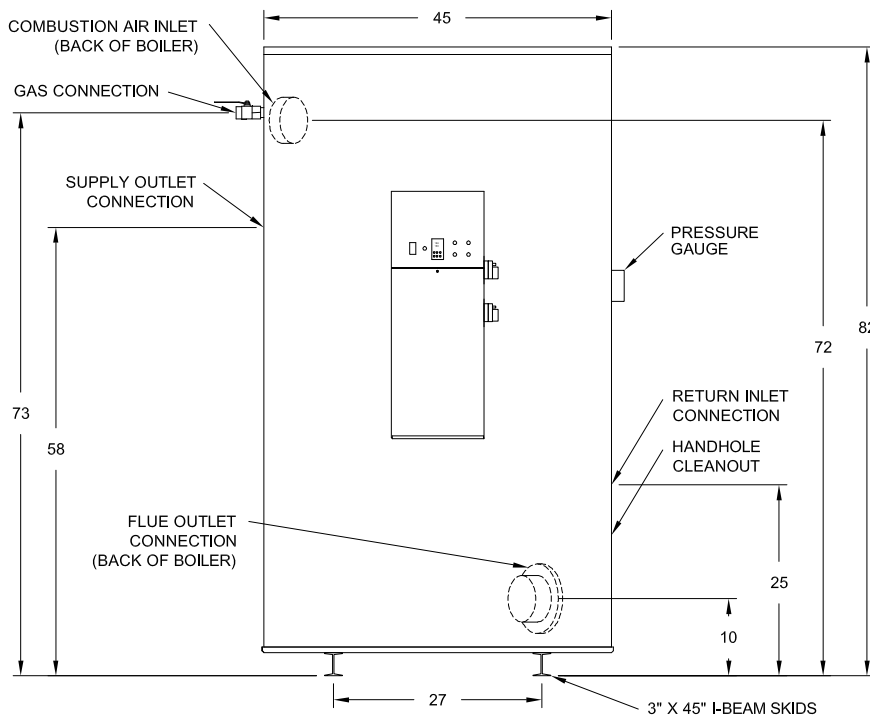 45
COMBUSTION AIR INLET
(BACK OF BOILER)
GAS CONNECTION
SUPPLY OUTLET
CONNECTION
PRESSURE
GAUGE
82
72
73
58
RETURN INLET
CONNECTION
HANDHOLE
CLEANOUT
FLUE OUTLET
CONNECTION
(BACK OF BOILER)
25
10
27
3" X 45" I-BEAM SKIDS